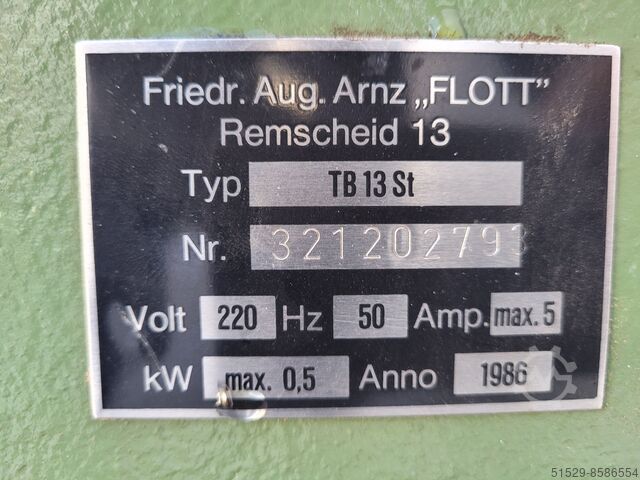 Friedr. Aug. Arnz „FLOTT"
Remscheid 13
Typ TB 13 St
Nr. 3212027931
Volt 220 Hz 50 Amp. max. 5
kW max. 0,5 Anno 1986
51529-8586554